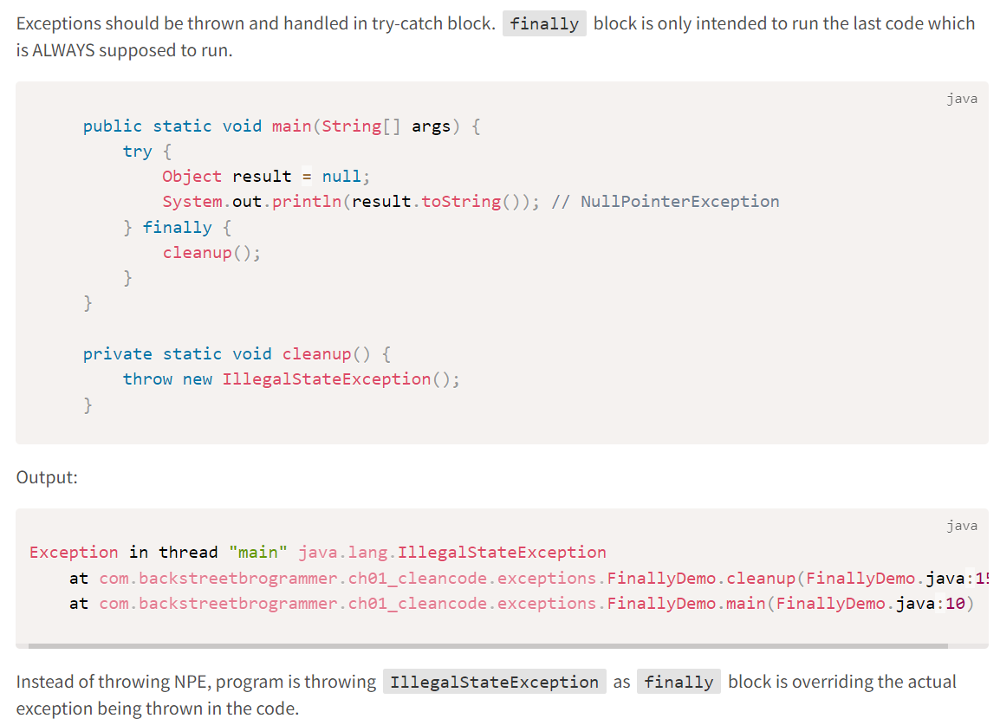 Exceptions should be thrown and handled in try-catch block. finally block is only intended to run the last code which
is ALWAYS supposed to run.
java
public static void main(String[] args) {
    try {
        Object result = null;
        System.out.println(result.toString()); // NullPointerException
    } finally {
        cleanup();
    }
}
private static void cleanup() {
    throw new IllegalStateException();
}
Output:
java
Exception in thread "main" java.lang.IllegalStateException
    at com.backstreetbrogrammer.ch01_cleancode.exceptions.FinallyDemo.cleanup(FinallyDemo.java:15
    at com.backstreetbrogrammer.ch01_cleancode.exceptions.FinallyDemo.main(FinallyDemo.java:10)
Instead of throwing NPE, program is throwing IllegalStateException as finally block is overriding the actual
exception being thrown in the code.